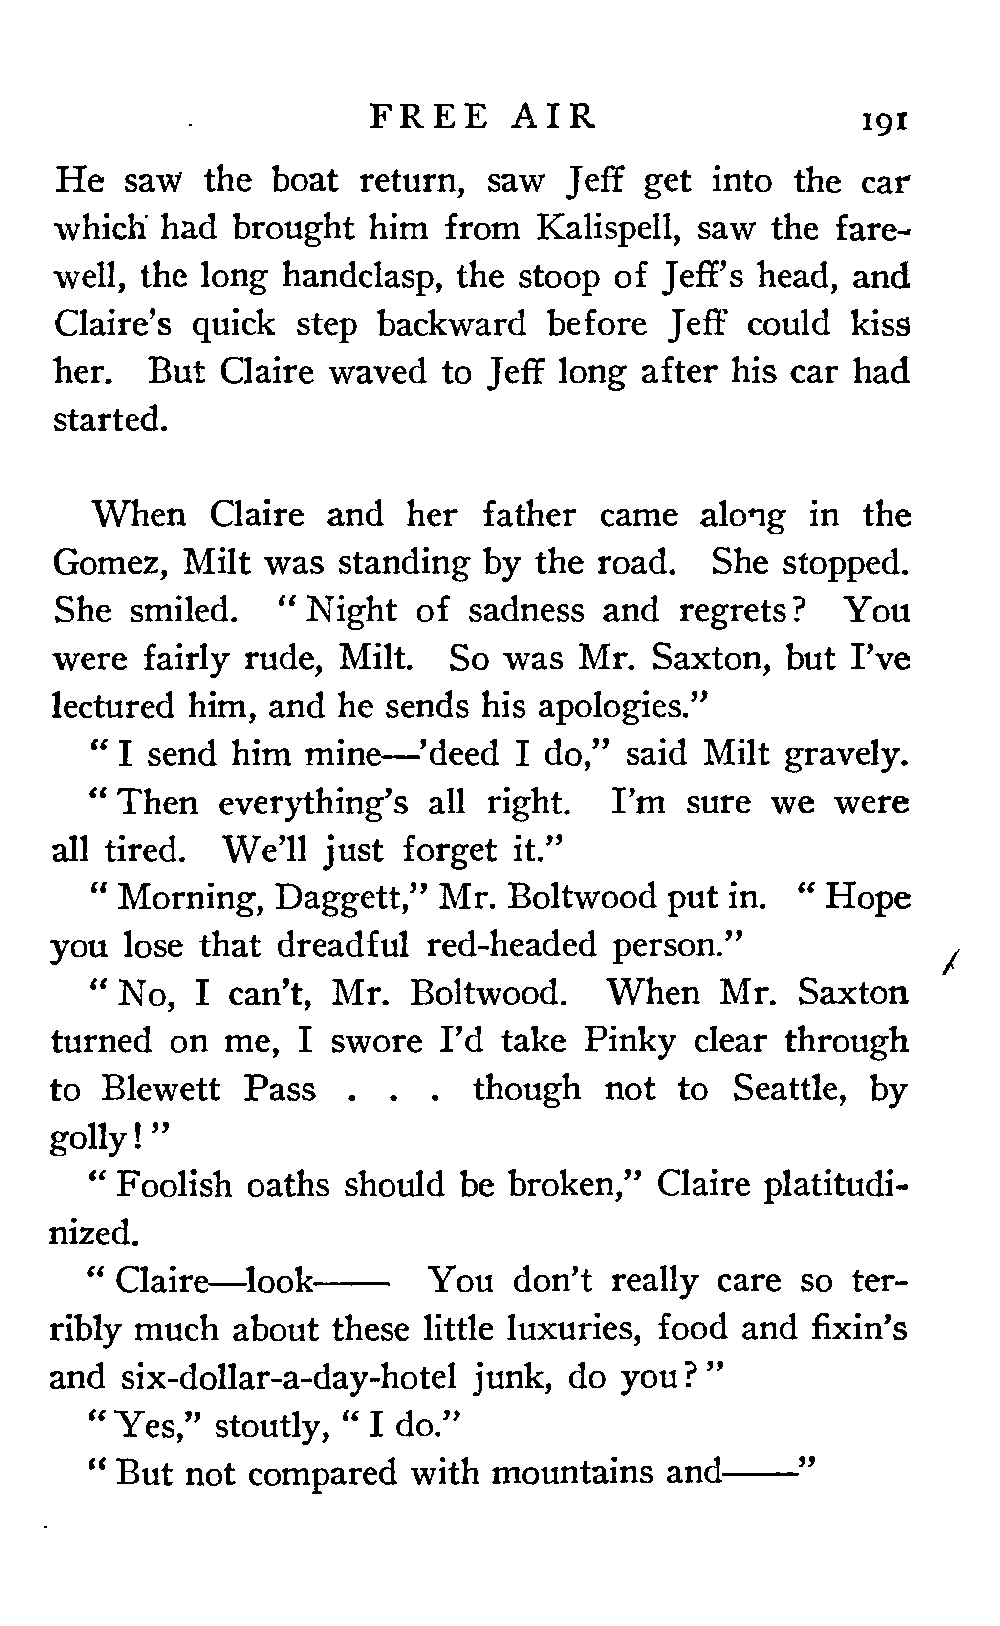 FREE AIR 191
He saw the boat return, saw Jeff get into the car
which had brought him from Kalispell, saw the fare-
well, the long handclasp, the stoop of Jeff's head, and
Claire's quick step backward before Jeff could kiss
her. But Claire waved to Jeff long after his car had
started.
When Claire and her father came along in the
Gomez, Milt was standing by the road. She stopped.
She smiled. "Night of sadness and regrets? You
were fairly rude, Milt. So was Mr. Saxton, but I've
lectured him, and he sends his apologies."
"I send him mine—'deed I do," said Milt gravely.
"Then everything's all right. I'm sure we were
all tired. We'll just forget it."
"Morning, Daggett," Mr. Boltwood put in. "Hope
you lose that dreadful red-headed person."
"No, I can't, Mr. Boltwood. When Mr. Saxton
turned on me, I swore I'd take Pinky clear through
to Blewett Pass . . . though not to Seattle, by
golly!"
"Foolish oaths should be broken," Claire platitudi-
nized.
"Claire—look—— You don't really care so ter-
ribly much about these little luxuries, food and fixin's
and six-dollar-a-day-hotel junk, do you?"
"Yes," stoutly, "I do."
"But not compared with mountains and——"